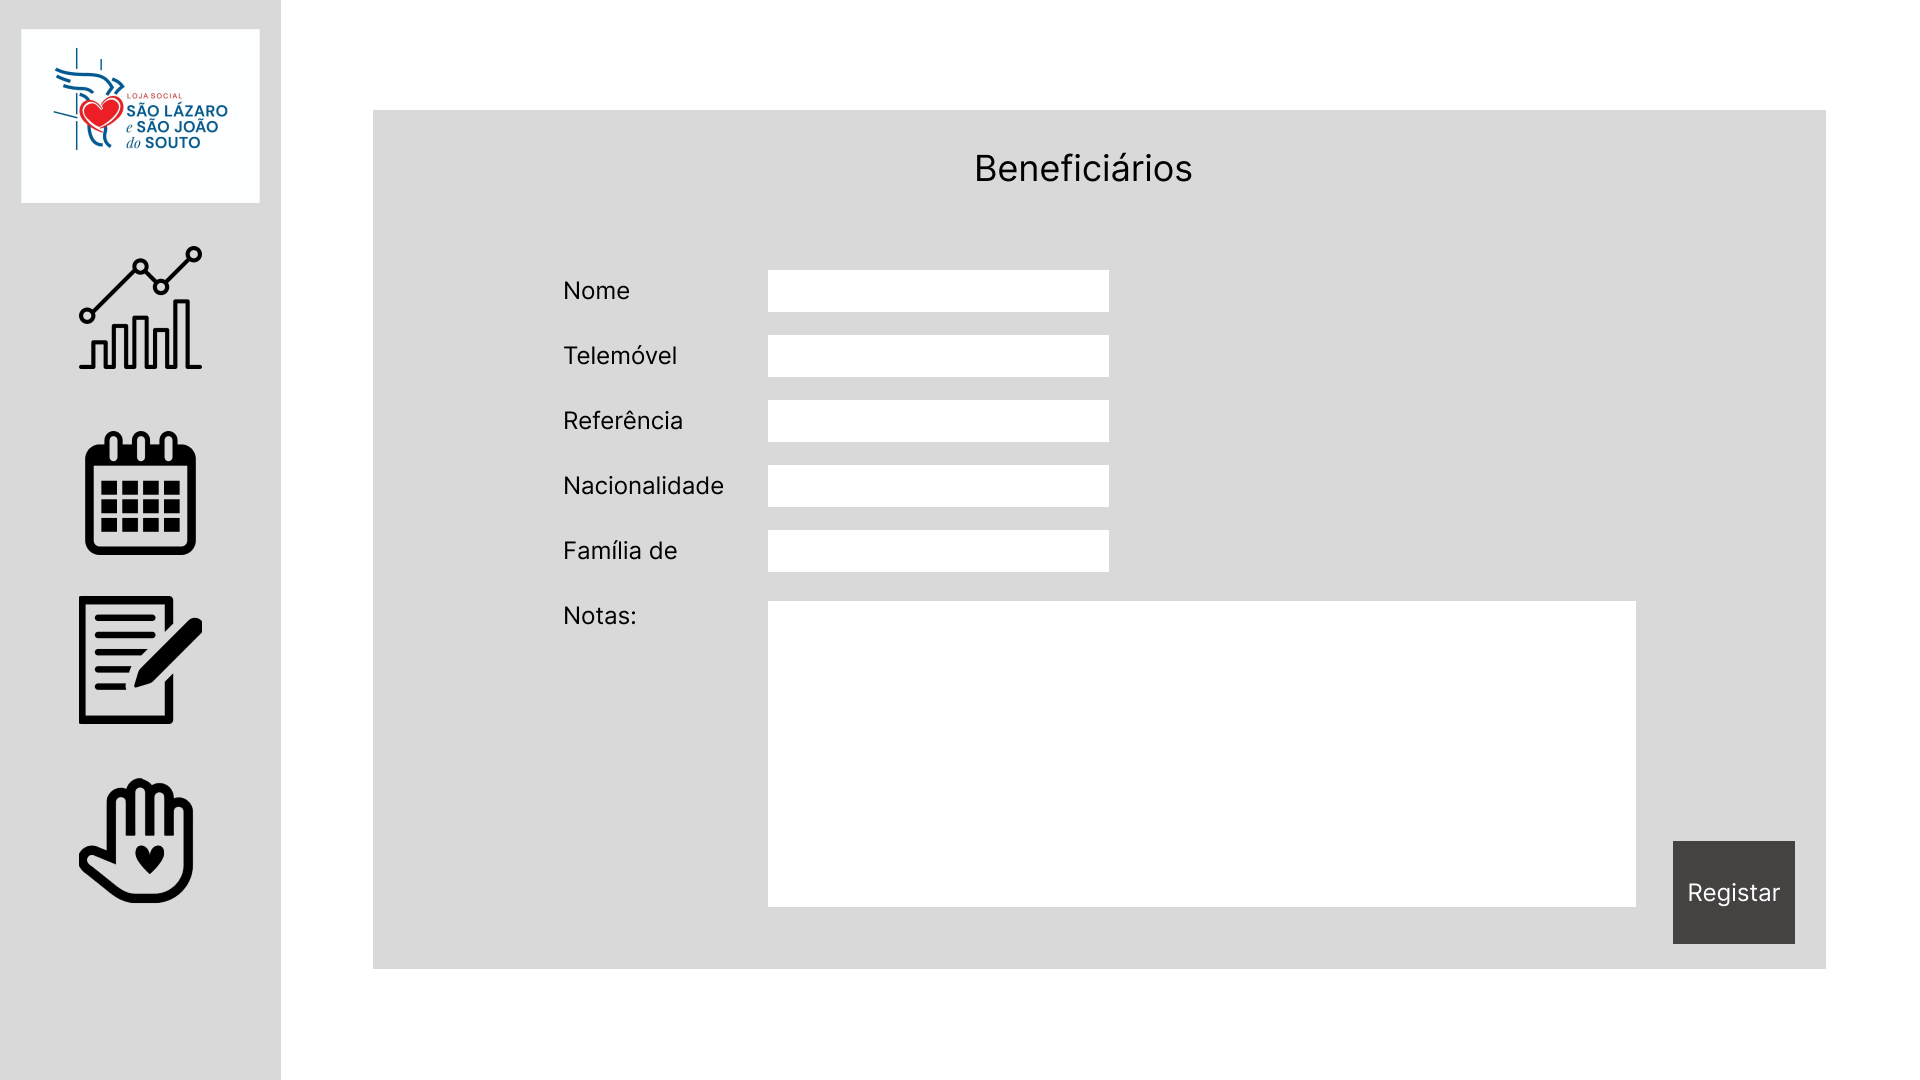 LOJA SOCIAL
SÃO LÁZARO
e SÃO JOÃO
do SOUTO
Beneficiários
Nome
Telemóvel
Referência
Nacionalidade
Família de
Notas:
Registar